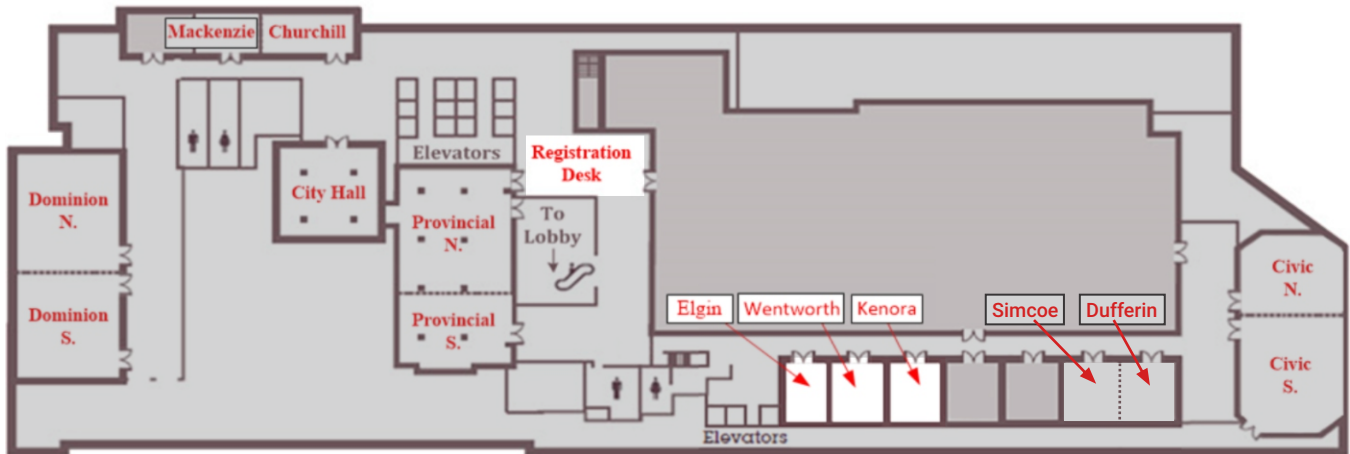 Mackenzie
Churchill
Elevators
Registration
Desk
City Hall
Dominion
N.
Provincial
N.
To
Lobby
Dominion
S.
Provincial
S.
Elgin
Wentworth
Kenora
Simcoe
Dufferin
Civic
N.
Civic
S.
Elevators